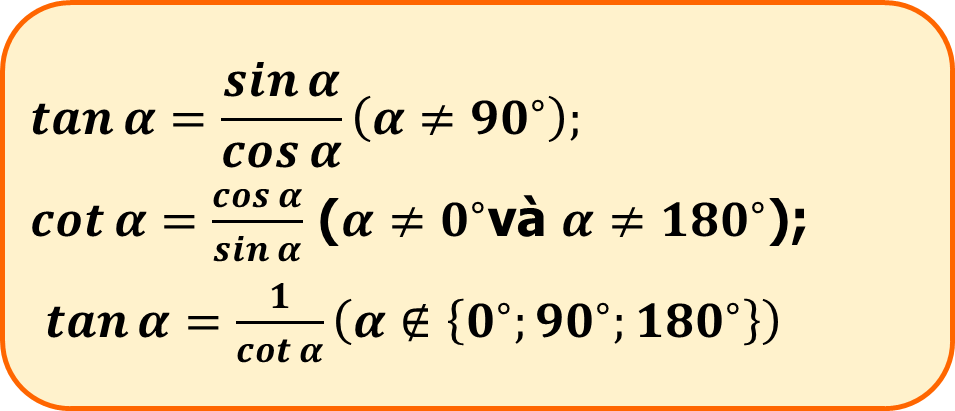 tan α = sin α / cos α (α ≠ 90°);
cot α = cos α / sin α (α ≠ 0°và α ≠ 180°);
tan α = 1 / cot α (α ∉ {0°; 90°; 180°})